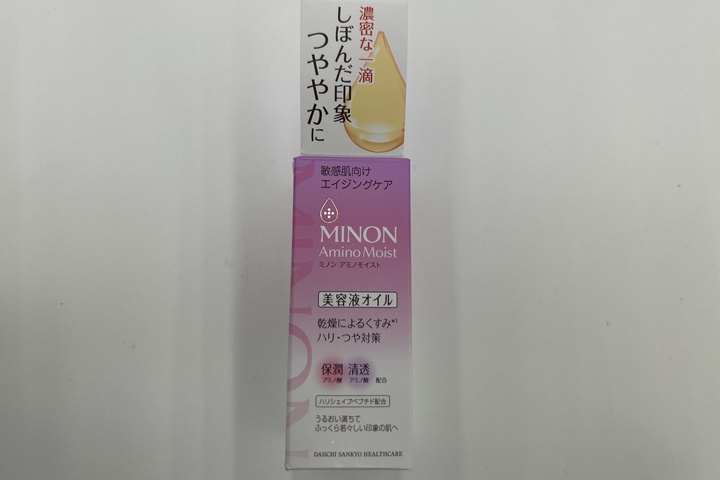 濃密な一滴
しぼんだ印象
つややかに
敏感肌向け
エイジングケア
MINON
Amino Moist
ミノン アミノモイスト
美容液オイル
乾燥によるくすみ*1
ハリ・つや対策
保潤 清透
アミノ酸 アミノ酸 配合
ハリシェイプペプチド配合
うるおい満ちて
ふっくら若々しい印象の肌へ
DAIICHI SANKYO HEALTHCARE
MINON